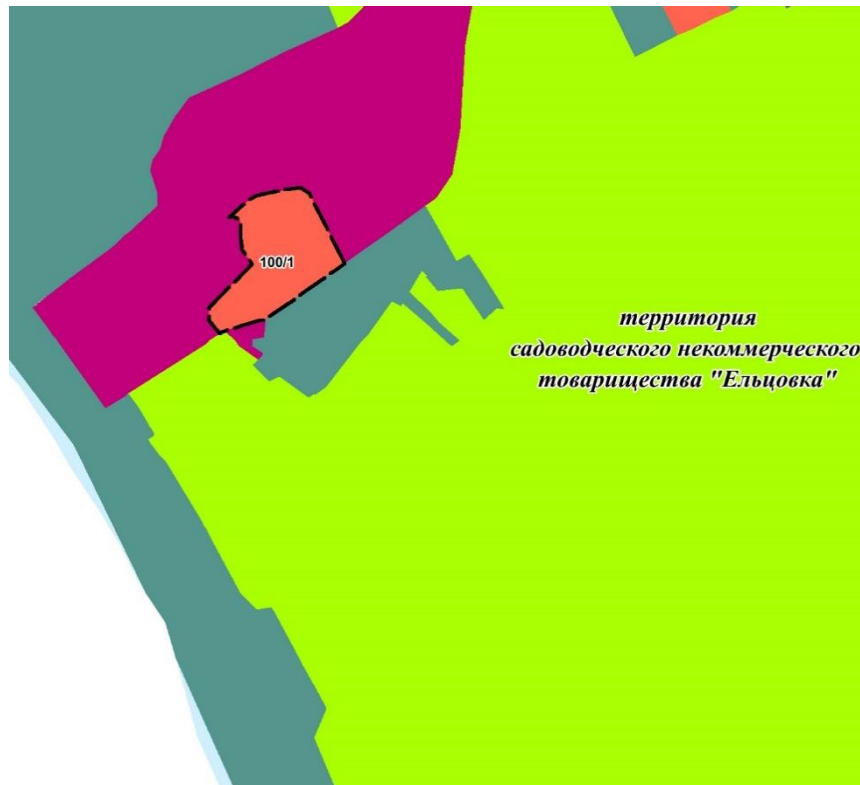 100/1
территория
садоводческого некоммерческого
товарищества "Ельцовка"